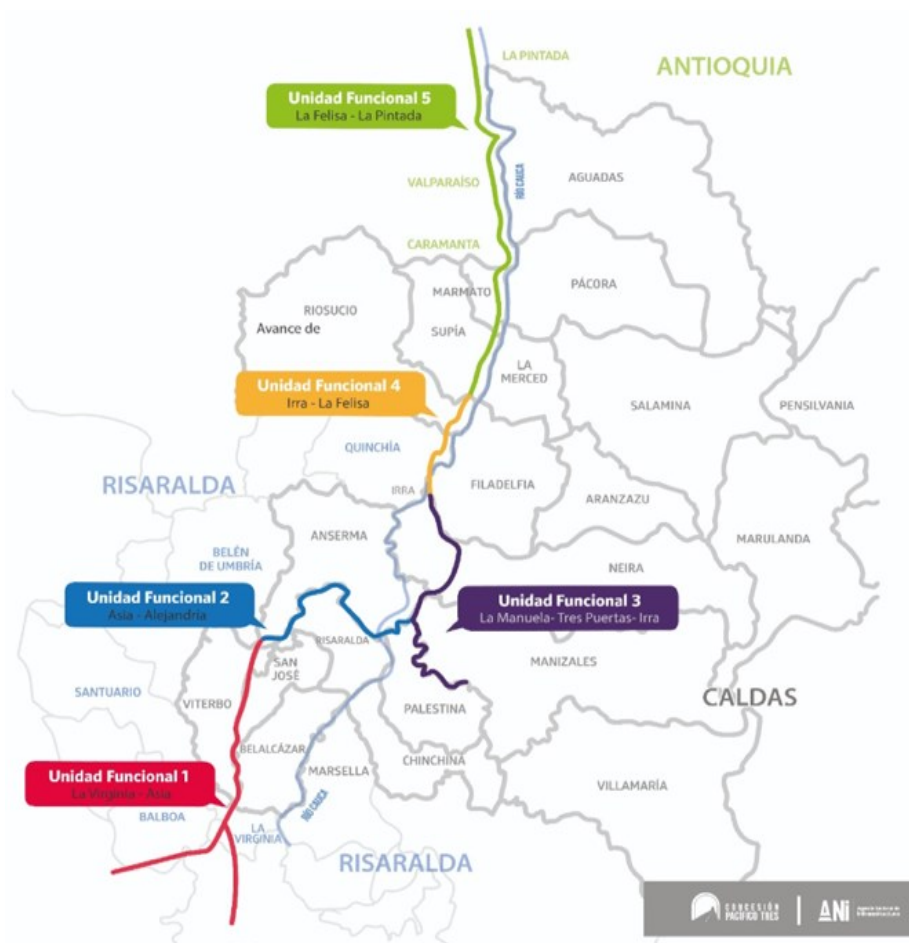 LA PINTADA
ANTIOQUIA
Unidad Funcional 5
La Felisa - La Pintada
RÍO CAUCA
AGUADAS
VALPARAÍSO
CARAMANTA
MARMATO
PÁCORA
RIOSUCIO
Avance de
SUPÍA
LA
MERCED
Unidad Funcional 4
Irra - La Felisa
SALAMINA
PENSILVANIA
QUINCHÍA
RISARALDA
IRRA
FILADELFIA
ARANZAZU
ANSERMA
MARULANDA
BELÉN
DE UMBRÍA
NEIRA
Unidad Funcional 2
Asia - Alejandría
Unidad Funcional 3
La Manuela- Tres Puertas- Irra
RISARALDA
SAN
JOSÉ
MANIZALES
SANTUARIO
VITERBO
PALESTINA
CALDAS
BELALCÁZAR
MARSELLA
CHINCHINÁ
Unidad Funcional 1
La Virginia - Asia
VILLAMARÍA
BALBOA
LA
VIRGINIA
RÍO CAUCA
RISARALDA
CONCESIÓN
PACÍFICO TRES
ANI